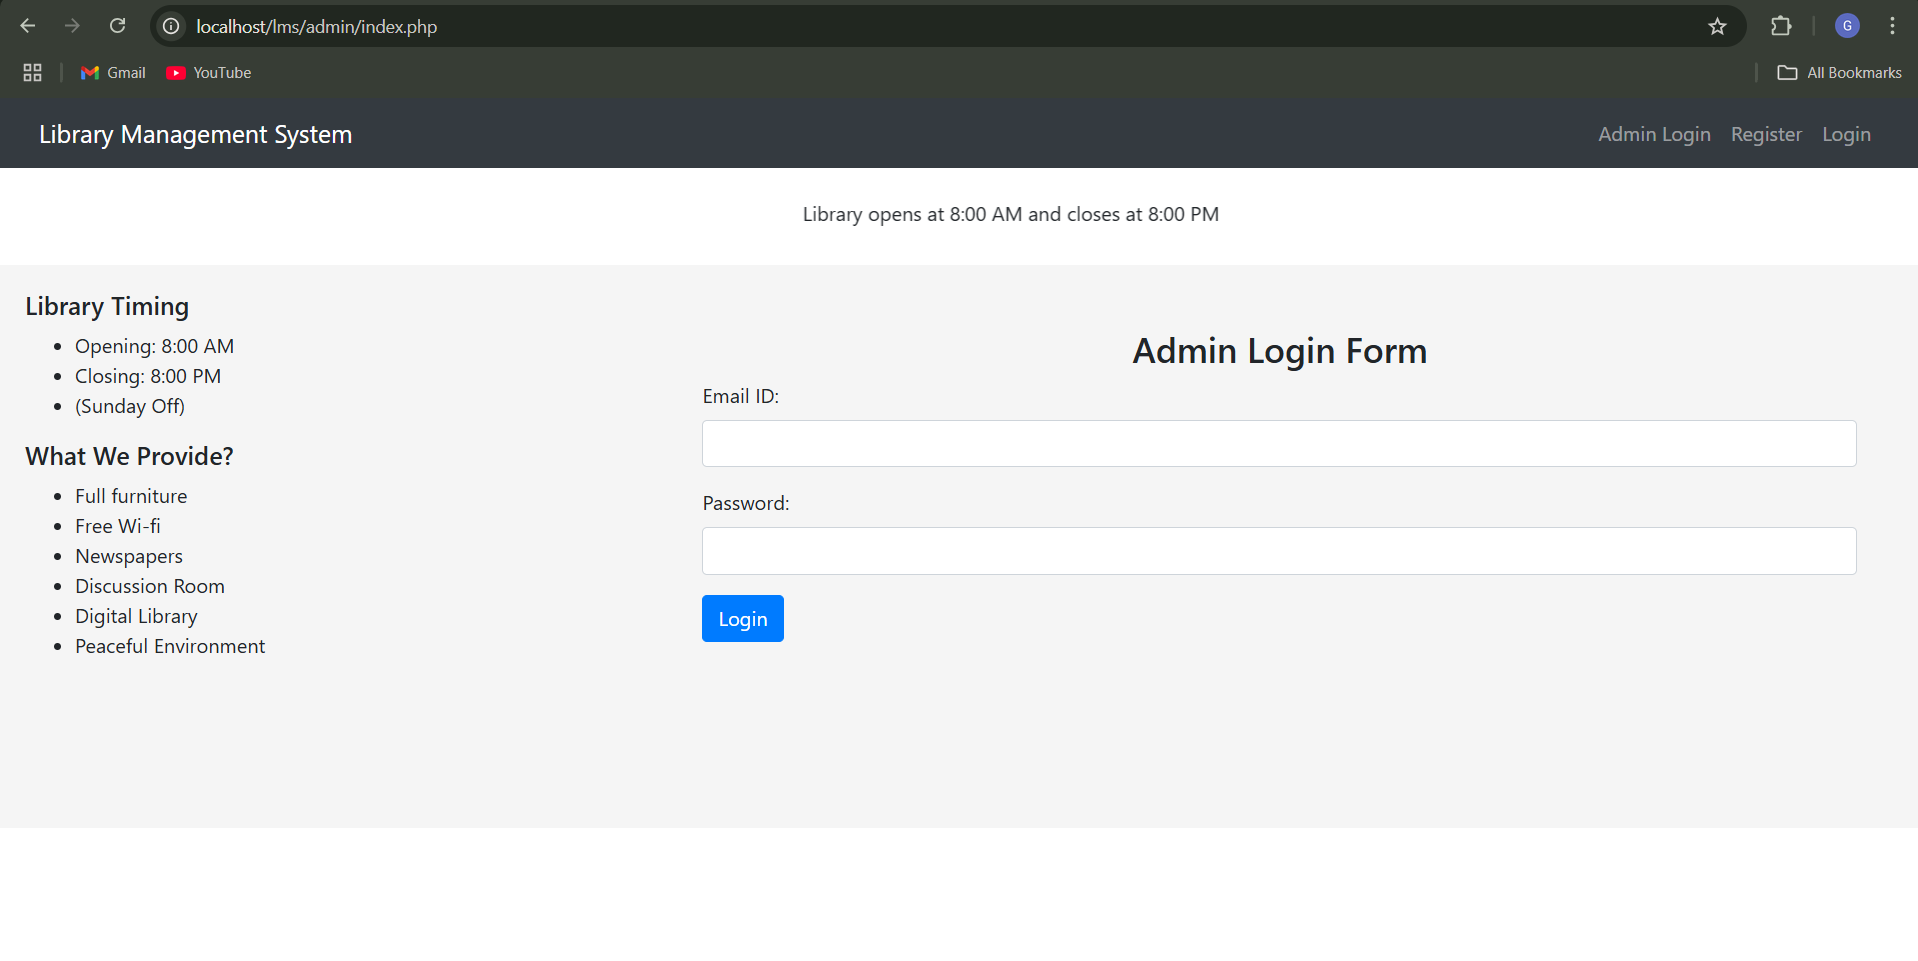 localhost/lms/admin/index.php
G
Gmail YouTube All Bookmarks
Library Management System Admin Login Register Login
Library opens at 8:00 AM and closes at 8:00 PM
Library Timing
Opening: 8:00 AM
Closing: 8:00 PM
(Sunday Off)
What We Provide?
Full furniture
Free Wi-fi
Newspapers
Discussion Room
Digital Library
Peaceful Environment
Admin Login Form
Email ID:
Password:
Login